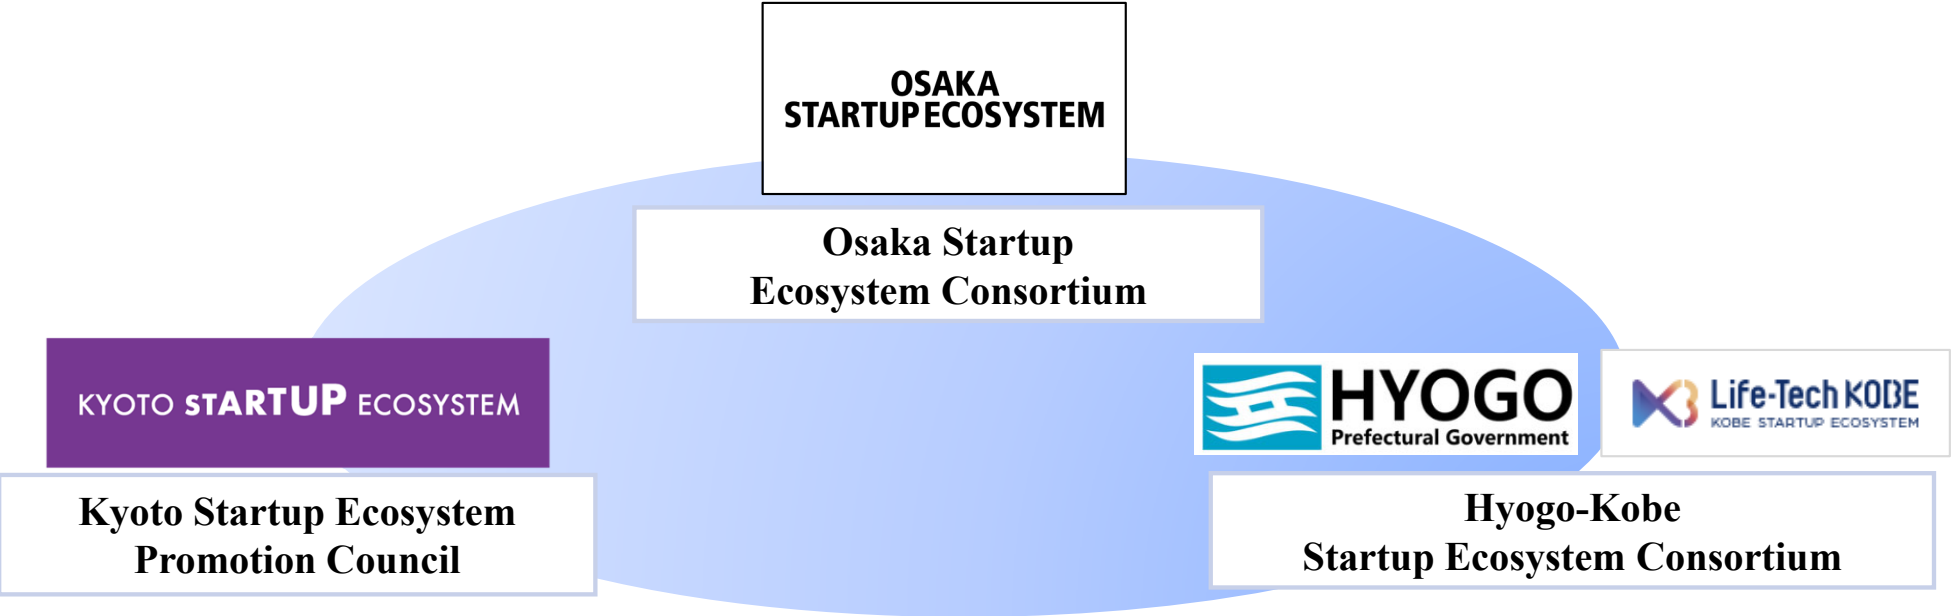 OSAKA
STARTUP ECOSYSTEM
Osaka Startup
Ecosystem Consortium
KYOTO STARTUP ECOSYSTEM
Kyoto Startup Ecosystem
Promotion Council
HYOGO
Prefectural Government
Life-Tech KOBE
KOBE STARTUP ECOSYSTEM
Hyogo-Kobe
Startup Ecosystem Consortium